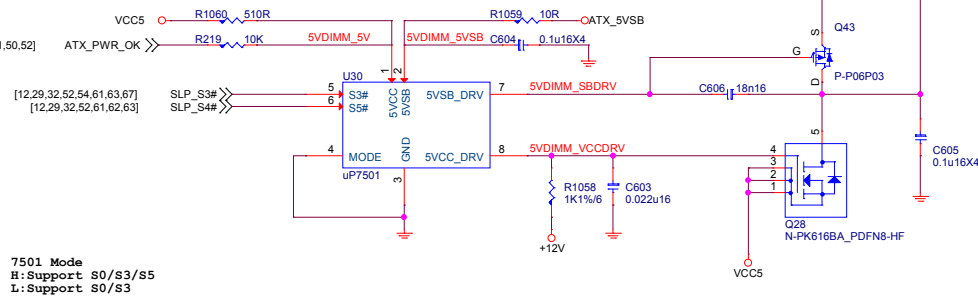 VCC5
R1060
510R
R1059
10R
ATX_5VSB
Q43
1,50,52]
ATX_PWR_OK
R219
10K
5VDIMM_5V
5VDIMM_5VSB
C604
0.1u16X4
S
G
P-P06P03
D
U30
1
2
[12,29,32,52,54,61,63,67]
SLP_S3#
5
S3#
5VCC
5VSB
5VSB_DRV
7
5VDIMM_SBDRV
C606
18n16
[12,29,32,52,61,62,63]
SLP_S4#
6
S5#
5
C605
0.1u16X4
4
MODE
GND
5VCC_DRV
8
5VDIMM_VCCDRV
4
3
2
1
uP7501
3
R1058
1K1%/6
C603
0.022u16
+12V
Q28
N-PK616BA_PDFN8-HF
VCC5
7501 Mode
H:Support S0/S3/S5
L:Support S0/S3